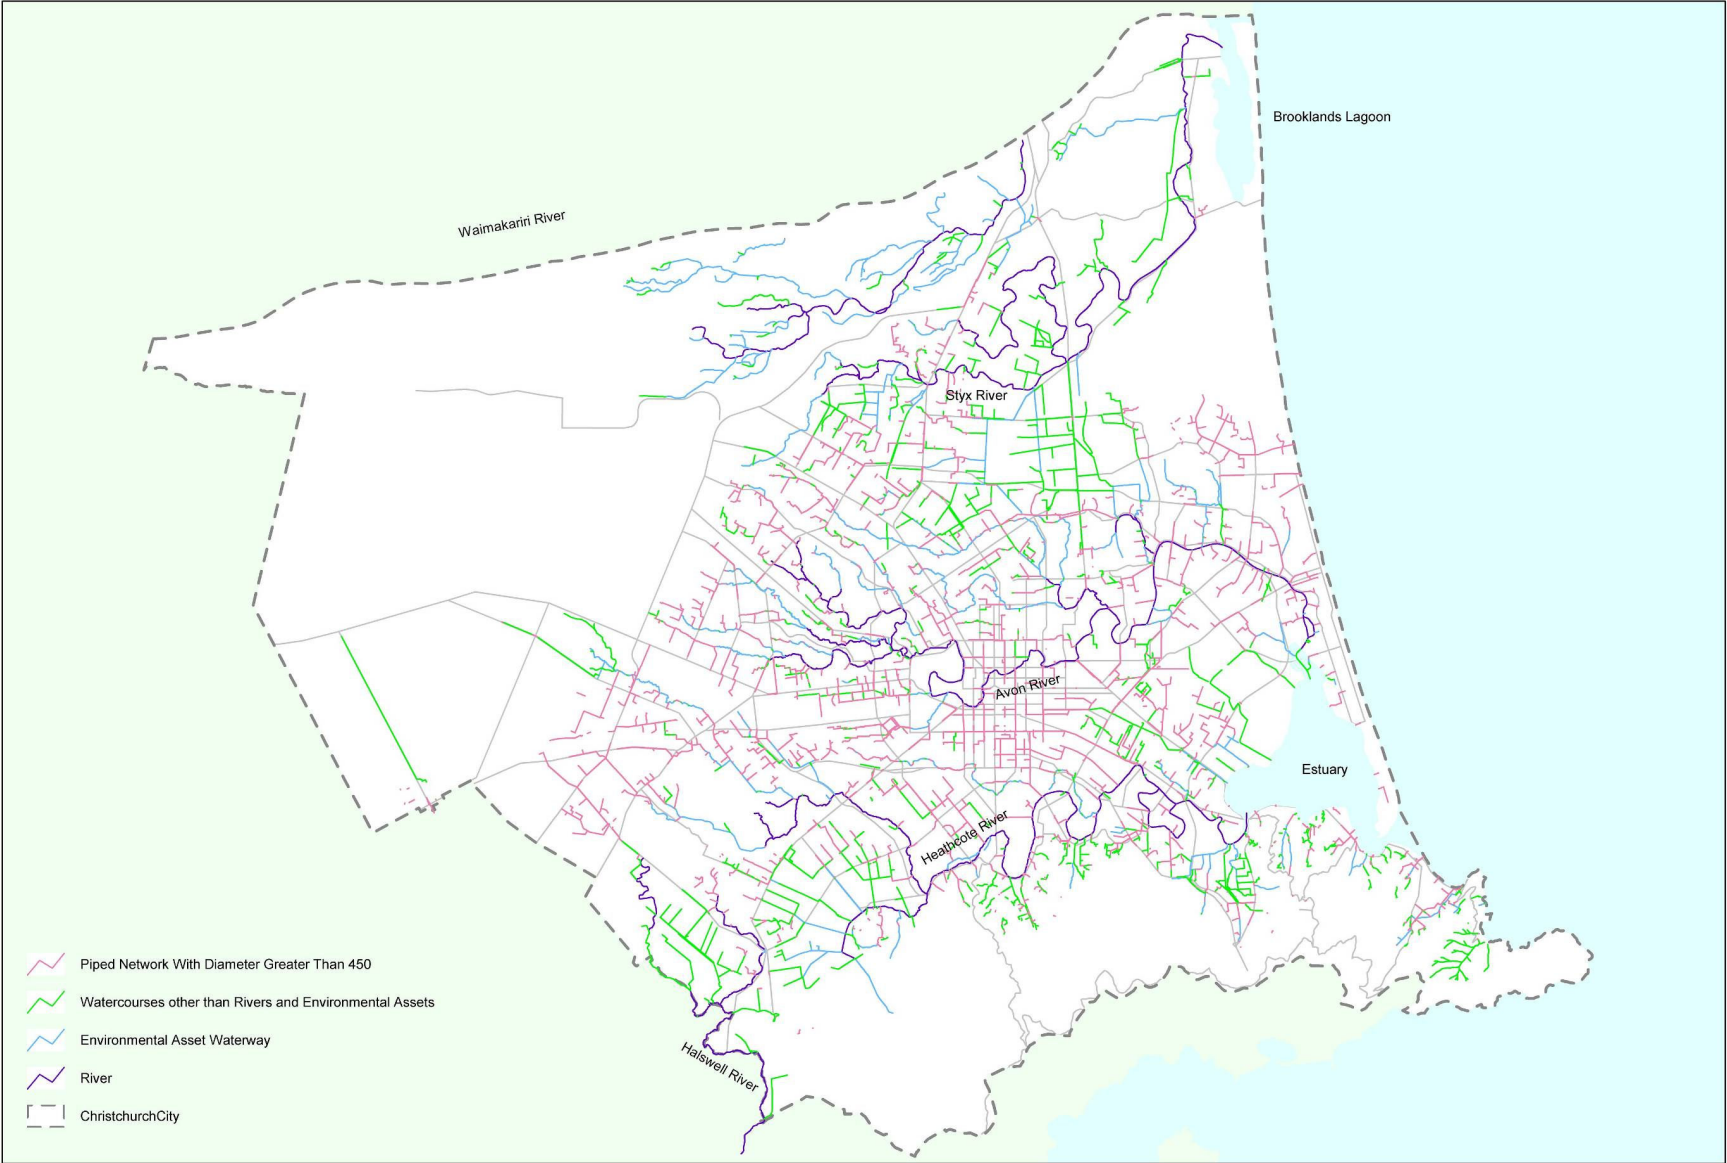 Brooklands Lagoon
Waimakariri River
Styx River
Avon River
Estuary
Heathcote River
Halswell River
Piped Network With Diameter Greater Than 450
Watercourses other than Rivers and Environmental Assets
Environmental Asset Waterway
River
ChristchurchCity